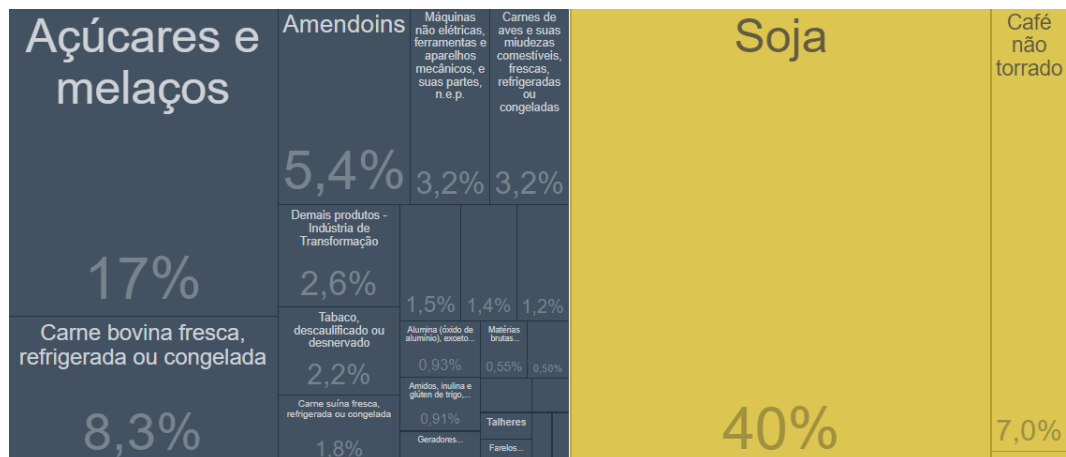 Açúcares e
melaços
17%
Carne bovina fresca,
refrigerada ou congelada
8,3%
Amendoins
5,4%
Máquinas
não elétricas,
ferramentas e
aparelhos
mecânicos, e
suas partes,
n.e.p.
3,2%
Carnes de
aves e suas
miudezas
comestíveis,
frescas,
refrigeradas
ou
congeladas
3,2%
Demais produtos -
Indústria de
Transformação
2,6%
Tabaco,
descaulificado ou
desnervado
2,2%
Carne suína fresca,
refrigerada ou congelada
1,8%
1,5%
1,4%
1,2%
Alumina (óxido de
alumínio), exceto...
0,93%
Matérias
brutas...
0,55%
0,50%
Amidos, inulina e
glúten de trigo,...
0,91%
Geradores...
Talheres
Farelos...
Soja
40%
Café
não
torrado
7,0%